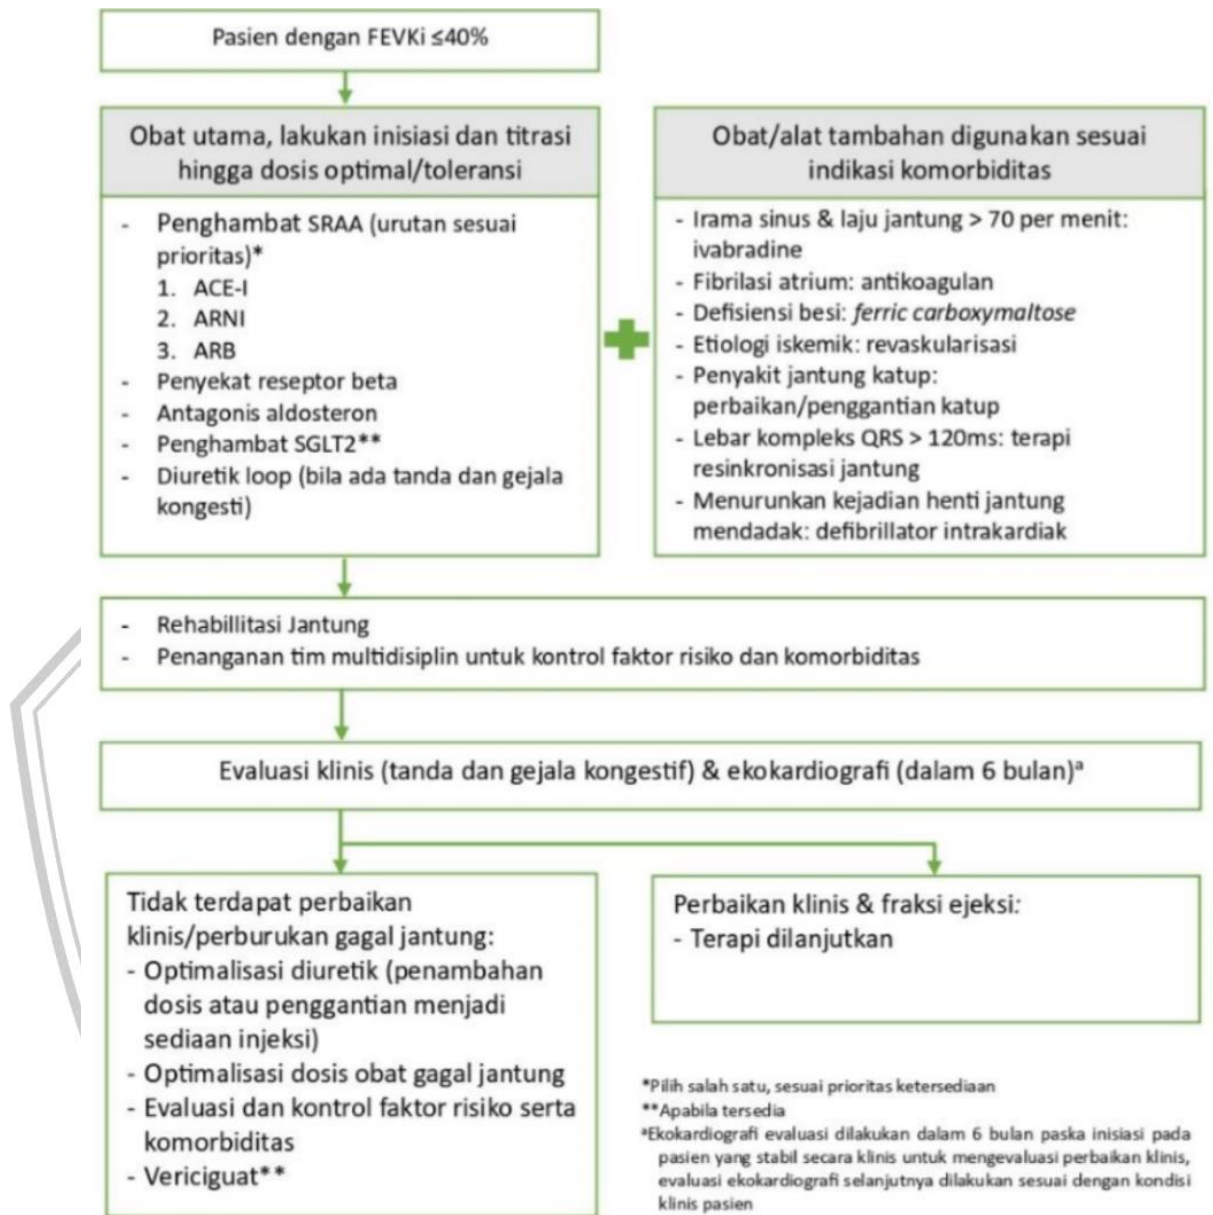 Pasien dengan FEVKi ≤40%
Obat utama, lakukan inisiasi dan titrasi
hingga dosis optimal/toleransi
- Penghambat SRAA (urutan sesuai
prioritas)*
1. ACE-I
2. ARNI
3. ARB
- Penyekat reseptor beta
- Antagonis aldosteron
- Penghambat SGLT2**
- Diuretik loop (bila ada tanda dan gejala
kongesti)
Obat/alat tambahan digunakan sesuai
indikasi komorbiditas
- Irama sinus & laju jantung > 70 per menit:
ivabradine
- Fibrilasi atrium: antikoagulan
- Defisiensi besi: ferric carboxymaltose
- Etiologi iskemik: revaskularisasi
- Penyakit jantung katup:
perbaikan/penggantian katup
- Lebar kompleks QRS > 120ms: terapi
resinkronisasi jantung
- Menurunkan kejadian henti jantung
mendadak: defibrillator intrakardiak
- Rehabillitasi Jantung
- Penanganan tim multidisiplin untuk kontrol faktor risiko dan komorbiditas
Evaluasi klinis (tanda dan gejala kongestif) & ekokardiografi (dalam 6 bulan)ª
Tidak terdapat perbaikan
klinis/perburukan gagal jantung:
- Optimalisasi diuretik (penambahan
dosis atau penggantian menjadi
sediaan injeksi)
- Optimalisasi dosis obat gagal jantung
- Evaluasi dan kontrol faktor risiko serta
komorbiditas
- Vericiguat**
Perbaikan klinis & fraksi ejeksi:
- Terapi dilanjutkan
*Pilih salah satu, sesuai prioritas ketersediaan
**Apabila tersedia
ªEkokardiografi evaluasi dilakukan dalam 6 bulan paska inisiasi pada
pasien yang stabil secara klinis untuk mengevaluasi perbaikan klinis,
evaluasi ekokardiografi selanjutnya dilakukan sesuai dengan kondisi
klinis pasien